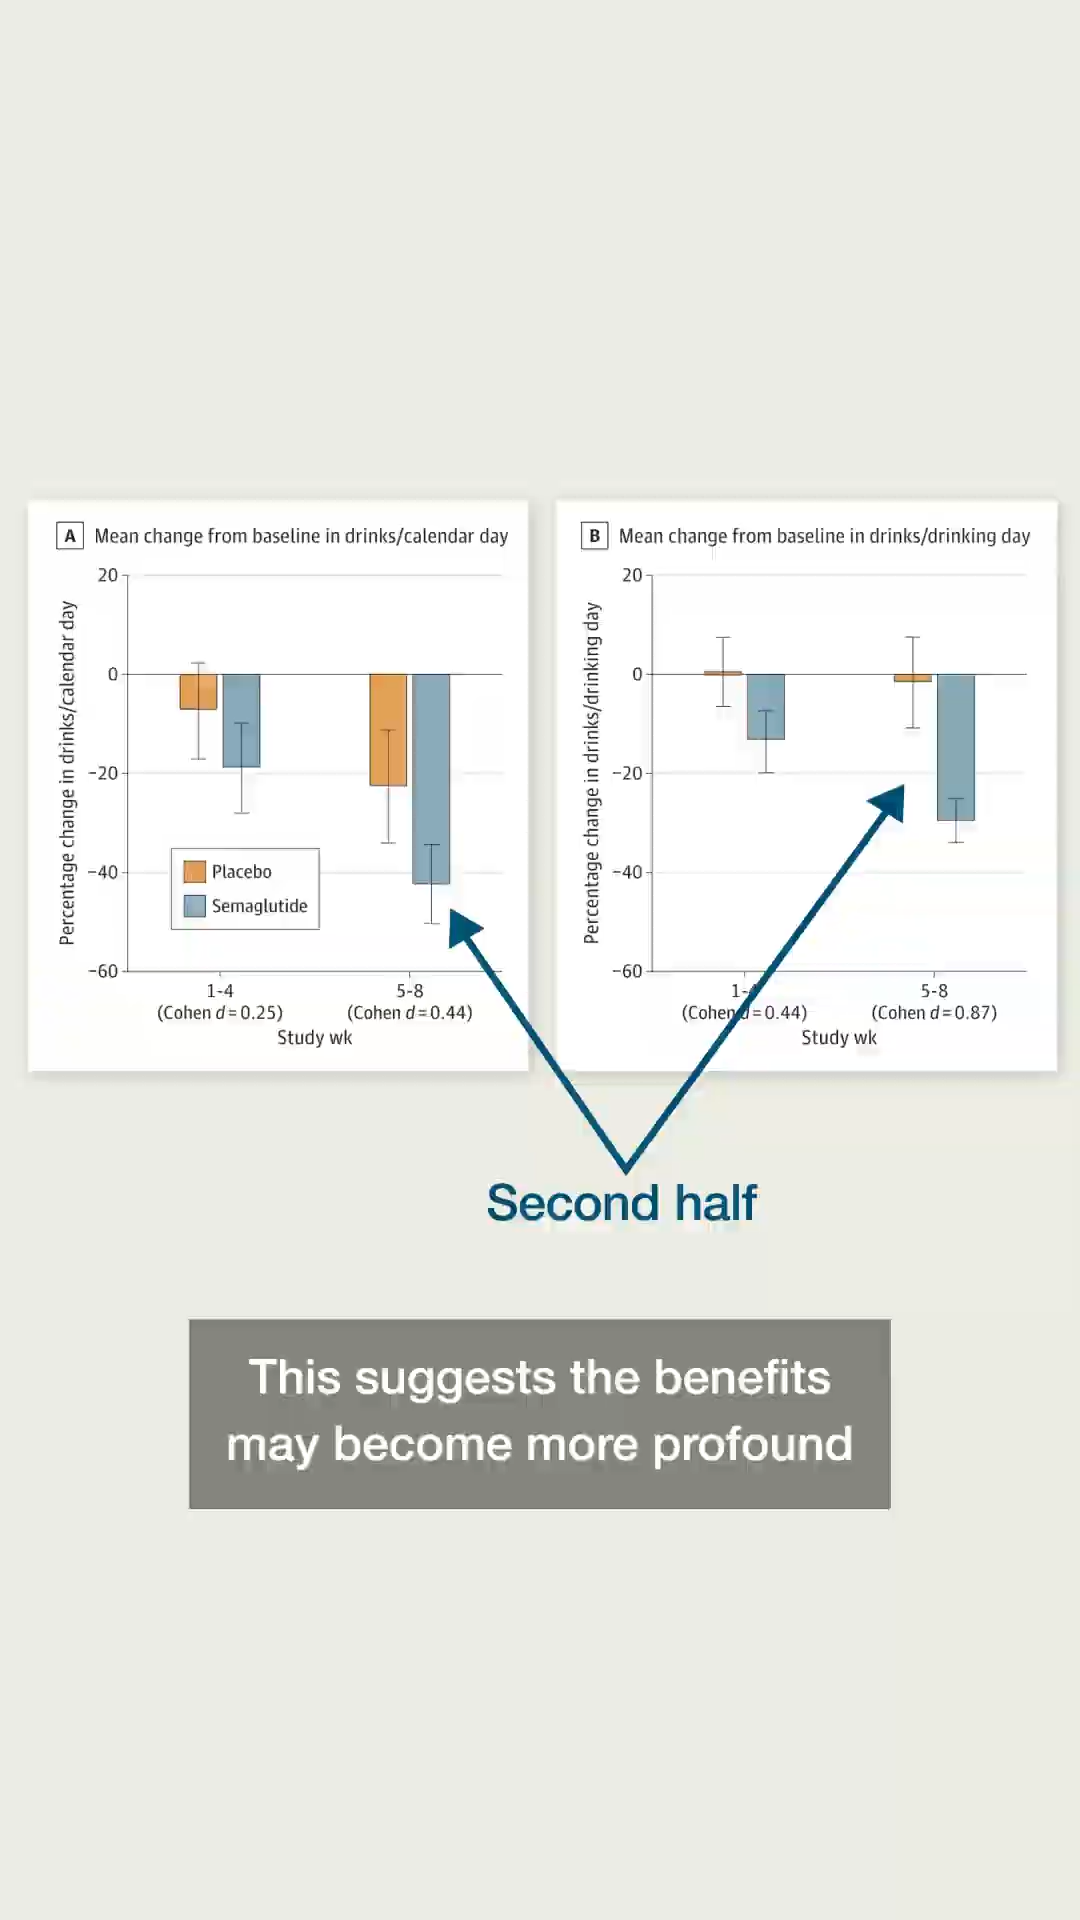 A Mean change from baseline in drinks/calendar day
Percentage change in drinks/calendar day
20
0
−20
−40
−60
Placebo
Semaglutide
1-4
5-8
(Cohen d = 0.25)
(Cohen d = 0.44)
Study wk
B Mean change from baseline in drinks/drinking day
Percentage change in drinks/drinking day
20
0
−20
−40
−60
1-4
5-8
(Cohen d = 0.44)
(Cohen d = 0.87)
Study wk
Second half
This suggests the benefits
may become more profound